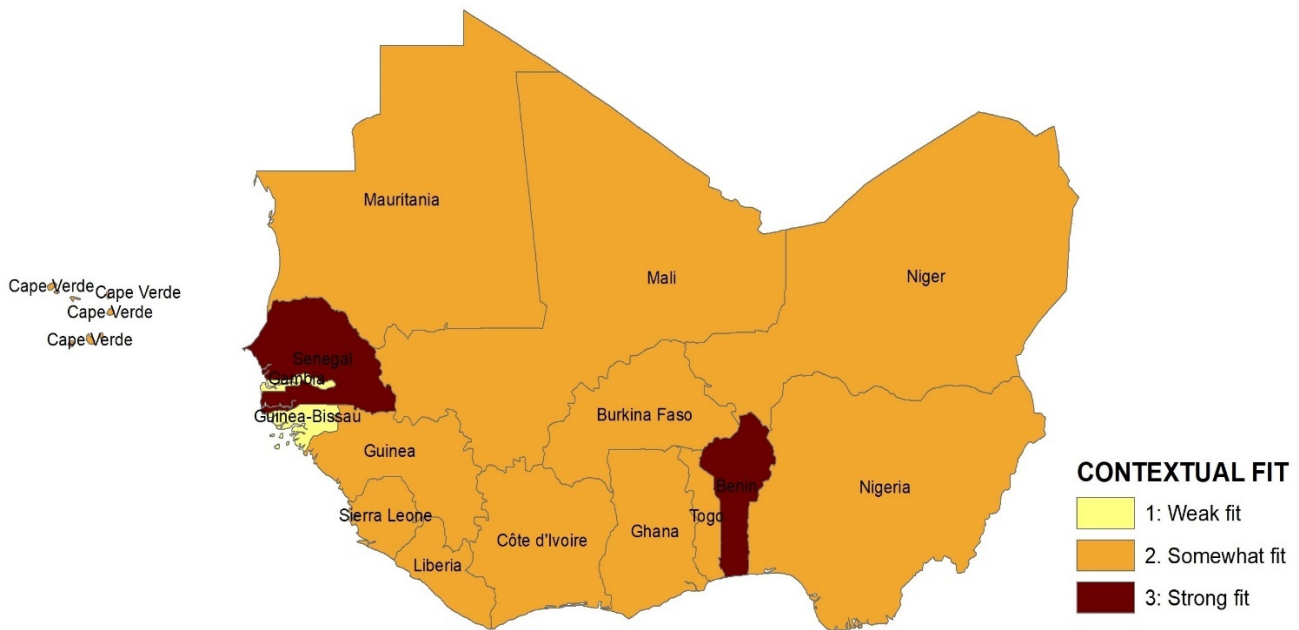 Mauritania
Mali
Niger
Cape Verde
Cape Verde
Cape Verde
Cape Verde
Senegal
Gambia
Guinea-Bissau
Burkina Faso
Guinea
Benin
Nigeria
Sierra Leone
Togo
Ghana
Côte d'Ivoire
Liberia
CONTEXTUAL FIT
1: Weak fit
2. Somewhat fit
3: Strong fit